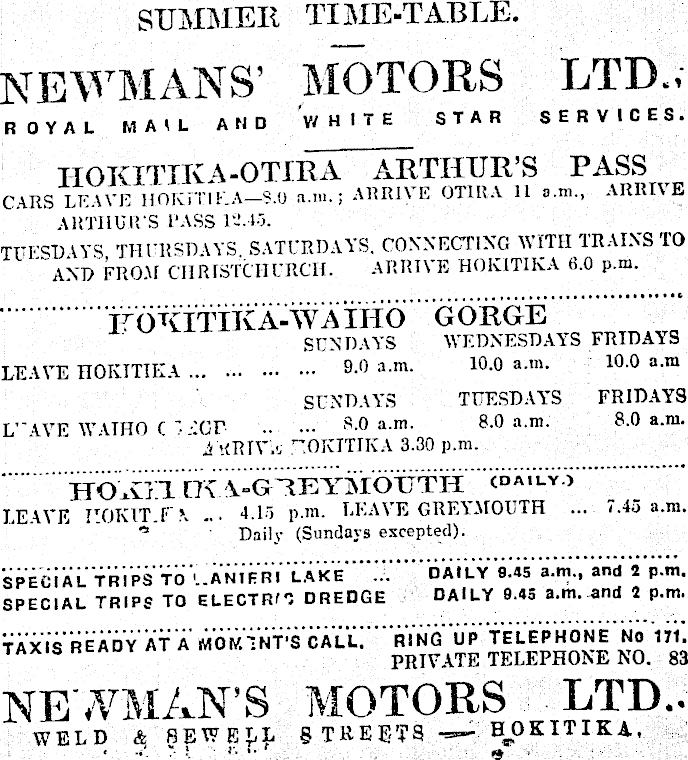 SUMMER TIME-TABLE.
NEWMANS' MOTORS LTD.,
ROYAL MAIL AND WHITE STAR SERVICES.
HOKITIKA-OTIRA ARTHUR'S PASS
CARS LEAVE HOKITIKA—8.0 a.m.; ARRIVE OTIRA 11 a.m., ARRIVE
ARTHUR'S PASS 12.45.
TUESDAYS, THURSDAYS, SATURDAYS, CONNECTING WITH TRAINS TO
AND FROM CHRISTCHURCH. ARRIVE HOKITIKA 6.0 p.m.
HOKITIKA-WAIHO GORGE
SUNDAYS WEDNESDAYS FRIDAYS
LEAVE HOKITIKA ... ... ... ... 9.0 a.m. 10.0 a.m. 10.0 a.m
SUNDAYS TUESDAYS FRIDAYS
LEAVE WAIHO GORGE ... ... 8.0 a.m. 8.0 a.m. 8.0 a.m.
ARRIVE HOKITIKA 3.30 p.m.
HOKITIKA-GREYMOUTH (DAILY.)
LEAVE HOKITIKA ... 4.15 p.m. LEAVE GREYMOUTH ... 7.45 a.m.
Daily (Sundays excepted).
SPECIAL TRIPS TO LAKE ... DAILY 9.45 a.m., and 2 p.m.
SPECIAL TRIPS TO ELECTRIC DREDGE DAILY 9.45 a.m. and 2 p.m.
TAXIS READY AT A MOMENT'S CALL. RING UP TELEPHONE No 171.
PRIVATE TELEPHONE NO. 83
NEWMAN'S MOTORS LTD..
WELD & SEWELL STREETS — HOKITIKA.